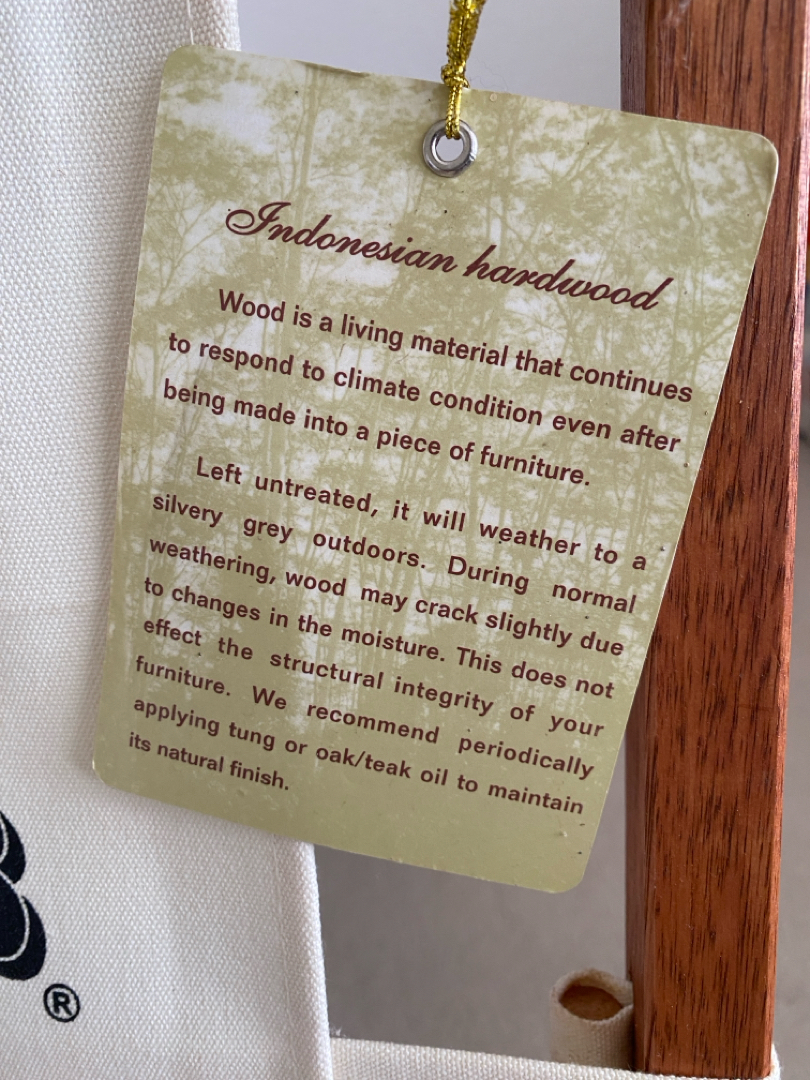 Indonesian hardwood
Wood is a living material that continues
to respond to climate condition even after
being made into a piece of furniture.
Left untreated, it will weather to a
silvery grey outdoors. During normal
weathering, wood may crack slightly due
to changes in the moisture. This does not
effect the structural integrity of your
furniture. We recommend periodically
applying tung or oak/teak oil to maintain
its natural finish.
®